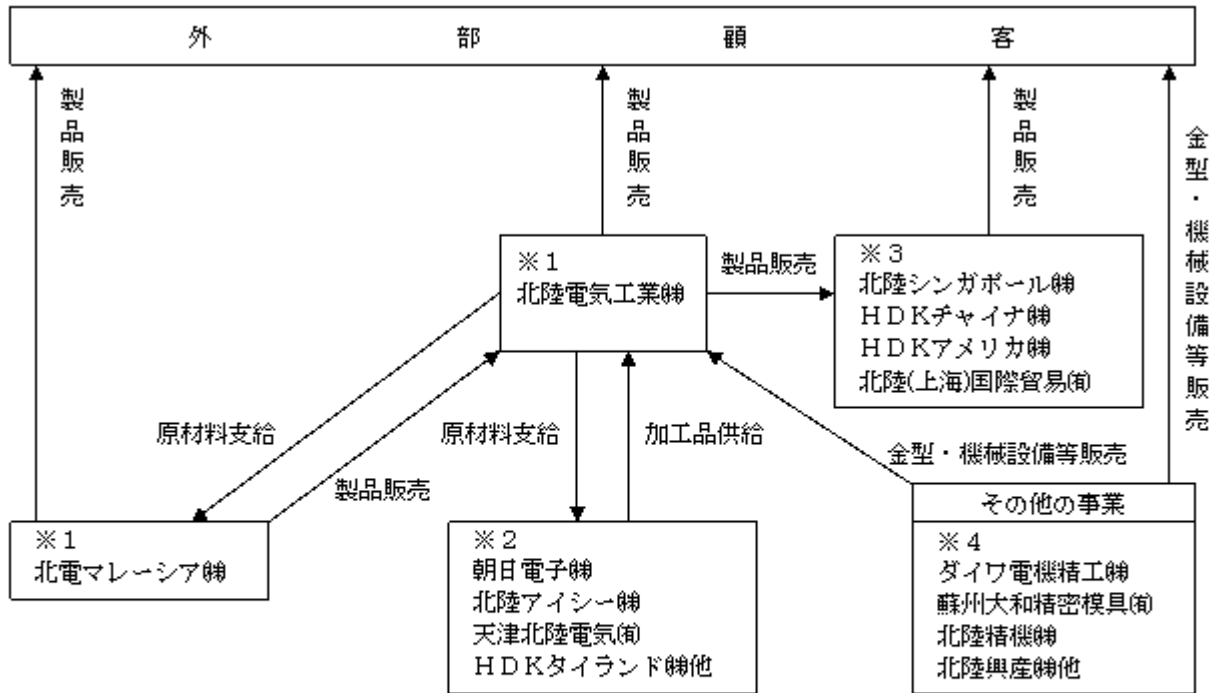 外部顧客
製品販売
製品販売
製品販売
金型・機械設備等販売
※1
北陸電気工業㈱
製品販売
※3
北陸シンガポール㈱
HDKチャイナ㈱
HDKアメリカ㈱
北陸(上海)国際貿易㈲
原材料支給
製品販売
原材料支給
加工品供給
金型・機械設備等販売
※1
北電マレーシア㈱
※2
朝日電子㈱
北陸アイシー㈱
天津北陸電気㈲
HDKタイランド㈱他
その他の事業
※4
ダイワ電機精工㈱
蘇州大和精密模具㈲
北陸精機㈱
北陸興産㈱他